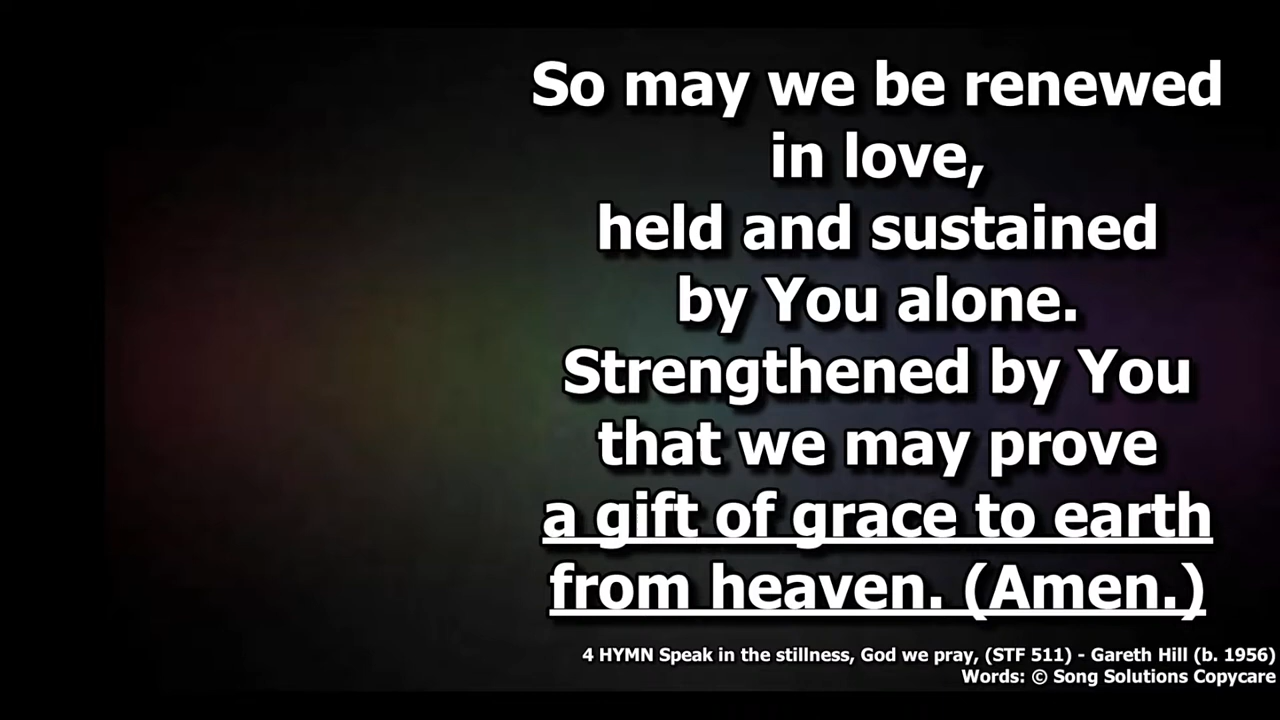 So may we be renewed
in love,
held and sustained
by You alone.
Strengthened by You
that we may prove
a gift of grace to earth
from heaven. (Amen.)
4 HYMN Speak in the stillness, God we pray, (STF 511) - Gareth Hill (b. 1956)
Words: © Song Solutions Copycare